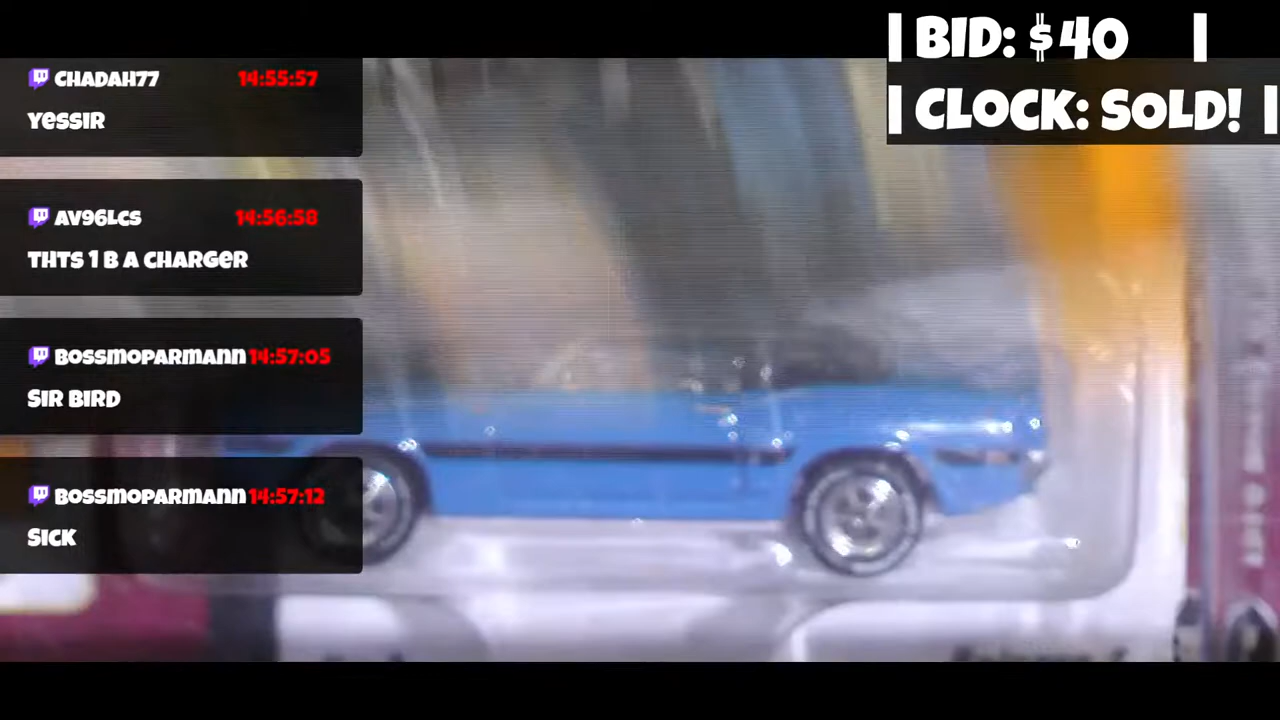 | BID: $40 |
| CLOCK: SOLD! |
CHADAH77 14:55:57
YESSIR
AV96LCS 14:56:58
THTS 1 B A CHARGER
BOSSMOPARMANN 14:57:05
SIR BIRD
BOSSMOPARMANN 14:57:12
SICK